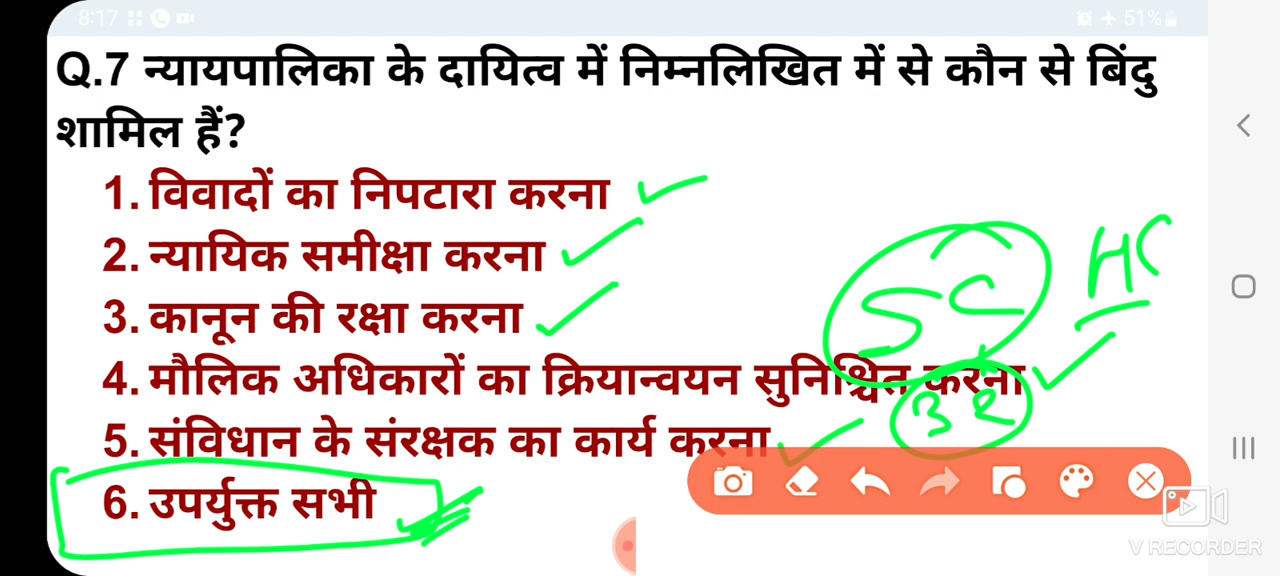 8:17
51%
Q.7 न्यायपालिका के दायित्व में निम्नलिखित में से कौन से बिंदु
शामिल हैं?
1. विवादों का निपटारा करना
2. न्यायिक समीक्षा करना
3. कानून की रक्षा करना
4. मौलिक अधिकारों का क्रियान्वयन सुनिश्चित करना
5. संविधान के संरक्षक का कार्य करना
6. उपर्युक्त सभी
SC
HC
32
V RECORDER